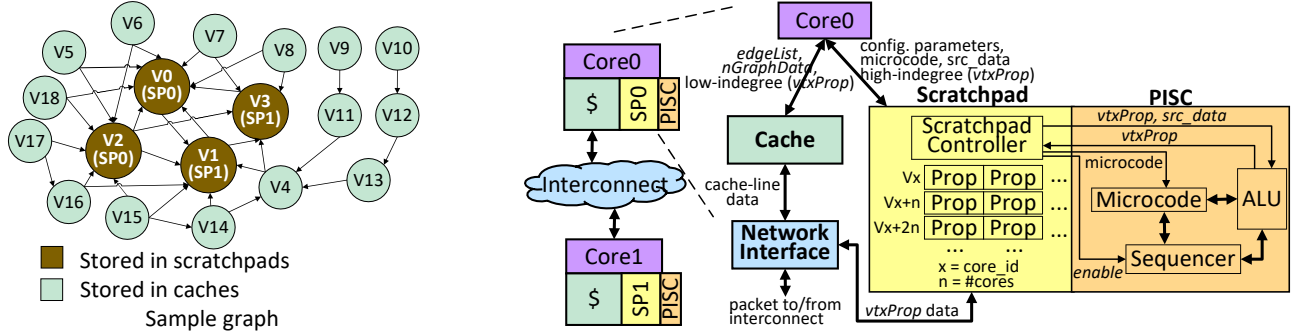 V6
V5
V7
V8
V9
V10
V0
(SP0)
V3
(SP1)
V18
V11
V12
V17
V2
(SP0)
V1
(SP1)
V4
V13
V16
V15
V14
Stored in scratchpads
Stored in caches
Sample graph
Core0
$
SP0
PISC
Interconnect
Core1
$
SP1
PISC
Core0
edgeList,
nGraphData,
low-indegree (vtxProp)
config. parameters,
microcode, src_data
high-indegree (vtxProp)
Cache
cache-line
data
Network
Interface
packet to/from
interconnect
vtxProp data
Scratchpad
Scratchpad
Controller
Vx Prop Prop ...
Vx+n Prop Prop ...
Vx+2n Prop Prop ...
... ...
x = core_id
n = #cores
PISC
vtxProp, src_data
vtxProp
microcode
Microcode
ALU
Sequencer
enable